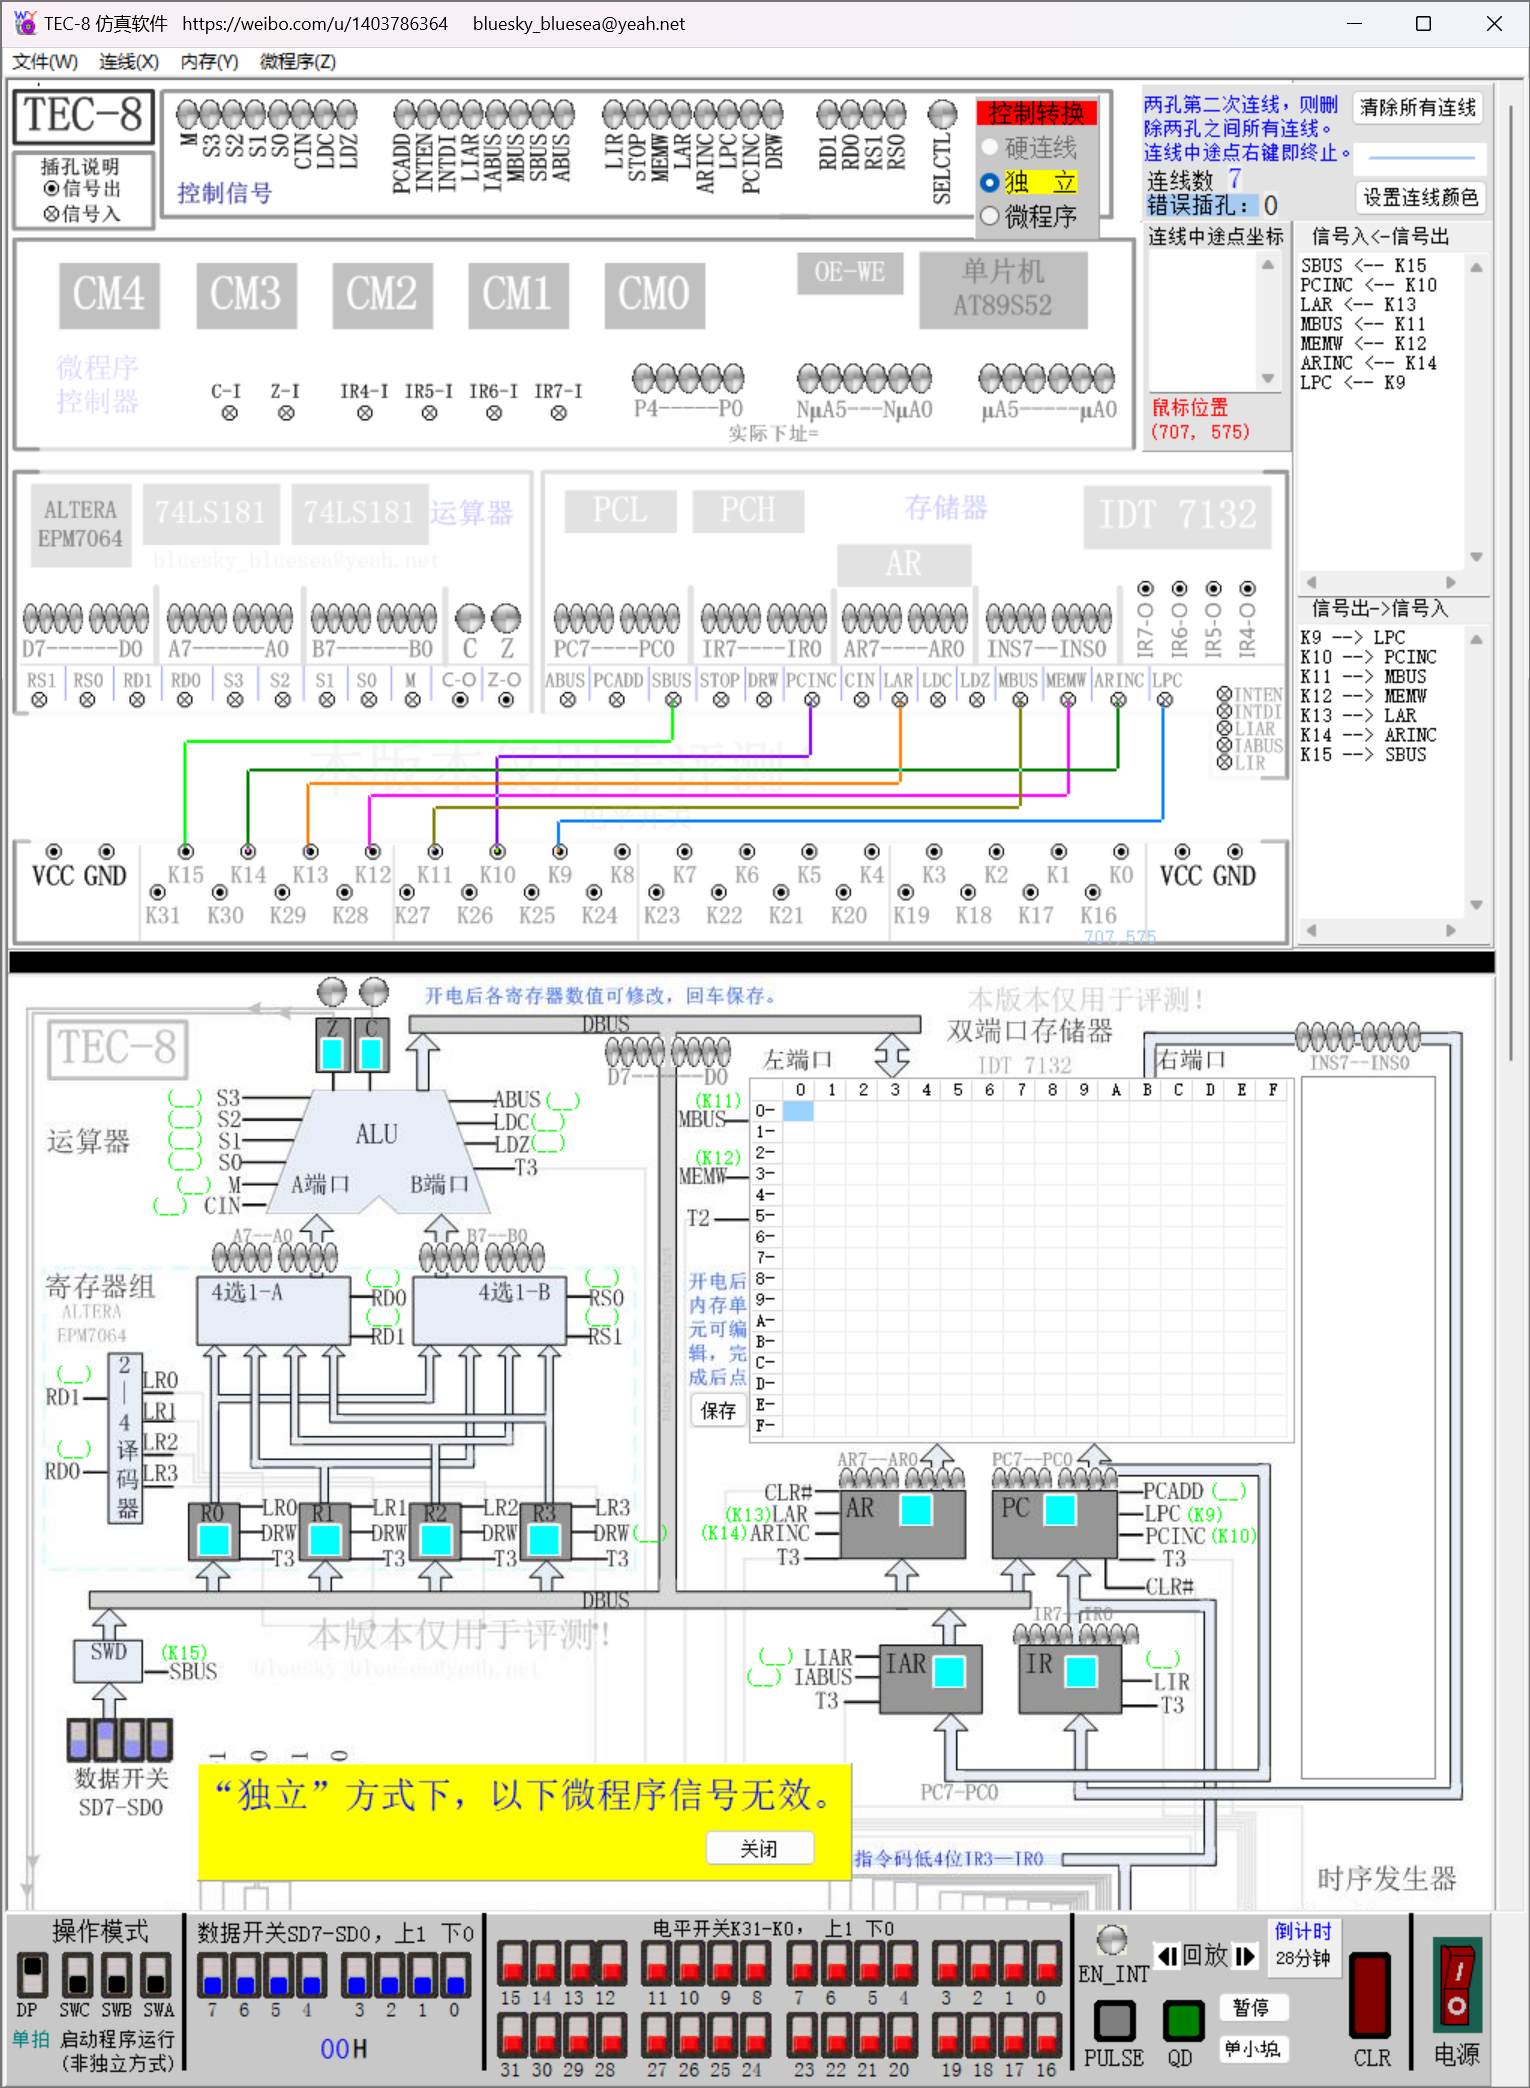 TEC-8 仿真软件 https://weibo.com/u/1403786364 bluesky_bluesea@yeah.net
文件(W) 连线(X) 内存(Y) 微程序(Z)
TEC-8
插孔说明
信号出
信号入
M S3 S2 S1 S0 CIN LDC LDZ
PCADD INTEN INTDI LIAR IABUS MBUS SBUS ABUS
LIR STOP MEMW LAR ARINC LPC PCINC DRW
RD1 RD0 RS1 RS0
SELCTL
控制信号
控制转换
硬连线
独 立
微程序
两孔第二次连线，则删
除两孔之间所有连线。
连线中途点右键即终止。
连线数 7
错误插孔： 0
清除所有连线
设置连线颜色
连线中途点坐标
鼠标位置
(707, 575)
信号入<-信号出
SBUS <-- K15
PCINC <-- K10
LAR <-- K13
MBUS <-- K11
MEMW <-- K12
ARINC <-- K14
LPC <-- K9
信号出->信号入
K9 --> LPC
K10 --> PCINC
K11 --> MBUS
K12 --> MEMW
K13 --> LAR
K14 --> ARINC
K15 --> SBUS
CM4 CM3 CM2 CM1 CM0
OE-WE
单片机
AT89S52
微程序
控制器
C-I Z-I IR4-I IR5-I IR6-I IR7-I
P4-----P0
NμA5---NμA0
μA5-----μA0
实际下址=
ALTERA
EPM7064
74LS181 74LS181 运算器
bluesky_bluesea@yeah.net
PCL PCH 存储器 IDT 7132
AR
D7------D0 A7----A0 B7------B0 C Z
PC7----PC0 IR7----IR0 AR7----AR0 INS7--INS0
IR7-O IR6-O IR5-O IR4-O
RS1 RS0 RD1 RD0 S3 S2 S1 S0 M C-O Z-O
ABUS PCADD SBUS STOP DRW PCINC CIN LAR LDC LDZ MBUS MEMW ARINC LPC
INTEN
INTDI
LIAR
IABUS
LIR
本版本仅用于评测！
电平开关
VCC GND
K15 K14 K13 K12 K11 K10 K9 K8 K7 K6 K5 K4 K3 K2 K1 K0
VCC GND
K31 K30 K29 K28 K27 K26 K25 K24 K23 K22 K21 K20 K19 K18 K17 K16
707,575
开电后各寄存器数值可修改，回车保存。
本版本仅用于评测！
TEC-8
Z C
DBUS
D7-----D0
双端口存储器
IDT 7132
左端口
右端口
INS7--INS0
运算器
(__) S3
(__) S2
(__) S1
(__) S0
(__) M
(__) CIN
ALU
A端口 B端口
ABUS(__)
LDC(__)
LDZ(__)
T3
(K11)
MBUS
(K12)
MEMW
T2
0 1 2 3 4 5 6 7 8 9 A B C D E F
0-
1-
2-
3-
4-
5-
6-
7-
8-
9-
A-
B-
C-
D-
E-
F-
开电后
内存单
元可编
辑，完
成后点
保存
A7--A0 B7--B0
寄存器组
ALTERA
EPM7064
4选1-A 4选1-B
(__) RD0
(__) RD1
(__) RS0
(__) RS1
(__) RD1
(__) RD0
2—4译码器
LR0
LR1
LR2
LR3
R0 LR0 DRW T3
R1 LR1 DRW T3
R2 LR2 DRW T3
R3 LR3 DRW(__) T3
AR7--AR0
CLR#
(K13)LAR
(K14)ARINC
T3
AR
PC7--PC0
PC
PCADD(__)
LPC(K9)
PCINC(K10)
T3
CLR#
DBUS
本版本仅用于评测！
bluesky_bluesea@yeah.net
SWD
(K15)
SBUS
数据开关
SD7-SD0
1 0 1 0
(__) LIAR
(__) IABUS
T3
IAR
IR7--IR0
IR
(__)
LIR
T3
PC7-PC0
“独立”方式下，以下微程序信号无效。
关闭
指令码低4位IR3—IR0
时序发生器
操作模式
DP SWC SWB SWA
单拍 启动程序运行
(非独立方式)
数据开关SD7-SD0，上1 下0
7 6 5 4 3 2 1 0
00H
电平开关K31-K0，上1 下0
15 14 13 12 11 10 9 8 7 6 5 4 3 2 1 0
31 30 29 28 27 26 25 24 23 22 21 20 19 18 17 16
EN_INT
回放
倒计时
28分钟
PULSE
QD
暂停
CLR
电源